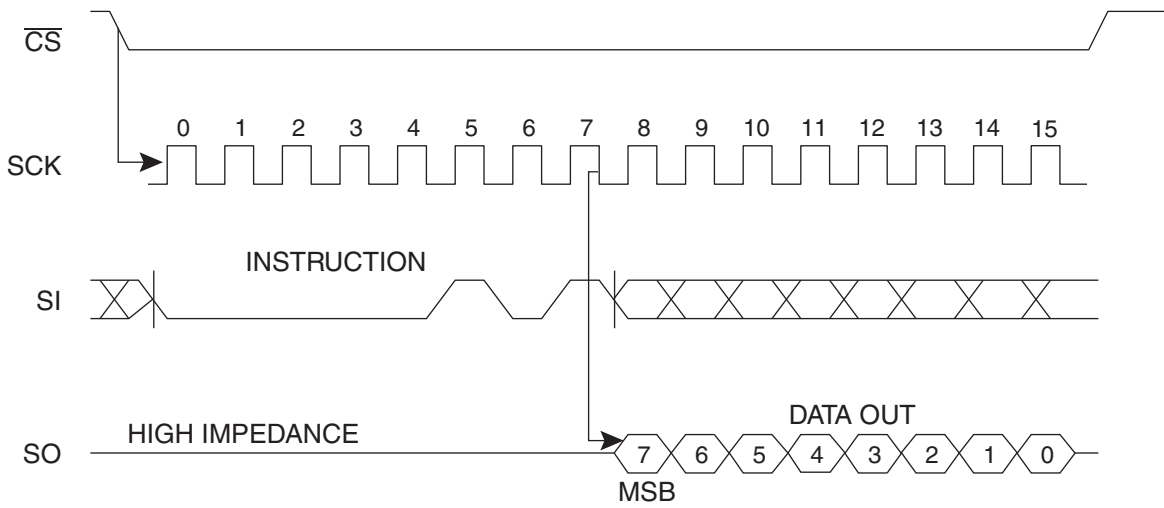 CS
0 1 2 3 4 5 6 7 8 9 10 11 12 13 14 15
SCK
INSTRUCTION
SI
DATA OUT
HIGH IMPEDANCE
SO
7 6 5 4 3 2 1 0
MSB